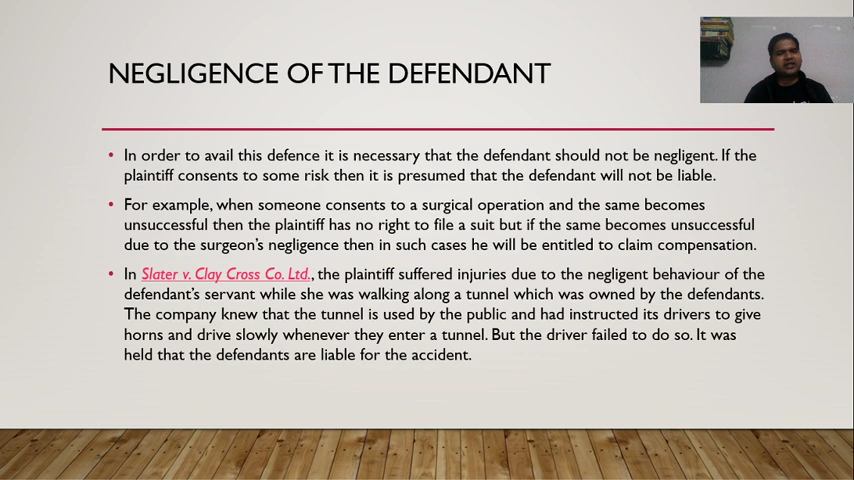 NEGLIGENCE OF THE DEFENDANT
• In order to avail this defence it is necessary that the defendant should not be negligent. If the
plaintiff consents to some risk then it is presumed that the defendant will not be liable.
• For example, when someone consents to a surgical operation and the same becomes
unsuccessful then the plaintiff has no right to file a suit but if the same becomes unsuccessful
due to the surgeon’s negligence then in such cases he will be entitled to claim compensation.
• In Slater v. Clay Cross Co. Ltd., the plaintiff suffered injuries due to the negligent behaviour of the
defendant’s servant while she was walking along a tunnel which was owned by the defendants.
The company knew that the tunnel is used by the public and had instructed its drivers to give
horns and drive slowly whenever they enter a tunnel. But the driver failed to do so. It was
held that the defendants are liable for the accident.